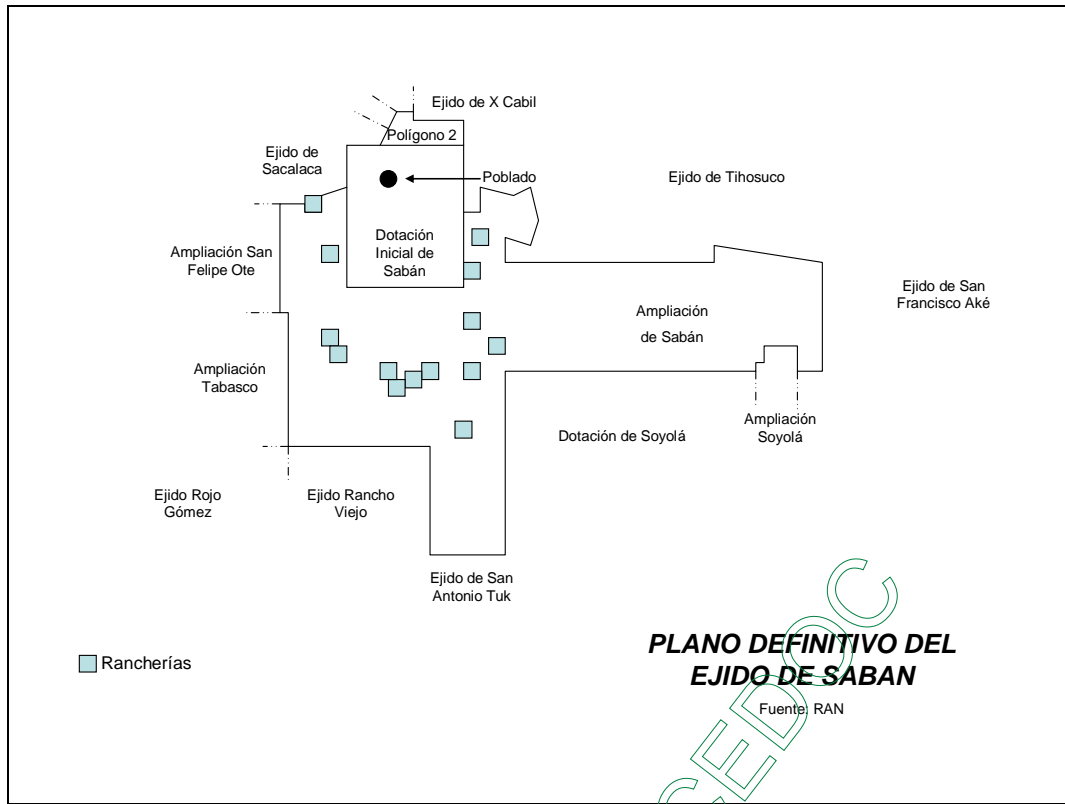 Ejido de X Cabil
Polígono 2
Ejido de
Sacalaca
Poblado
Ejido de Tihosuco
Dotación
Inicial de
Sabán
Ampliación San
Felipe Ote
Ejido de San
Francisco Aké
Ampliación
de Sabán
Ampliación
Tabasco
Ampliación
Soyolá
Dotación de Soyolá
Ejido Rojo
Gómez
Ejido Rancho
Viejo
Ejido de San
Antonio Tuk
Rancherías
PLANO DEFINITIVO DEL
EJIDO DE SABAN
Fuente: RAN
CEDOC